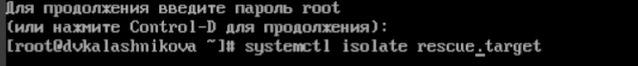 Для продолжения введите пароль root
(или нажмите Control-D для продолжения):
[root@dvkalashnikova ~]# systemctl isolate rescue.target